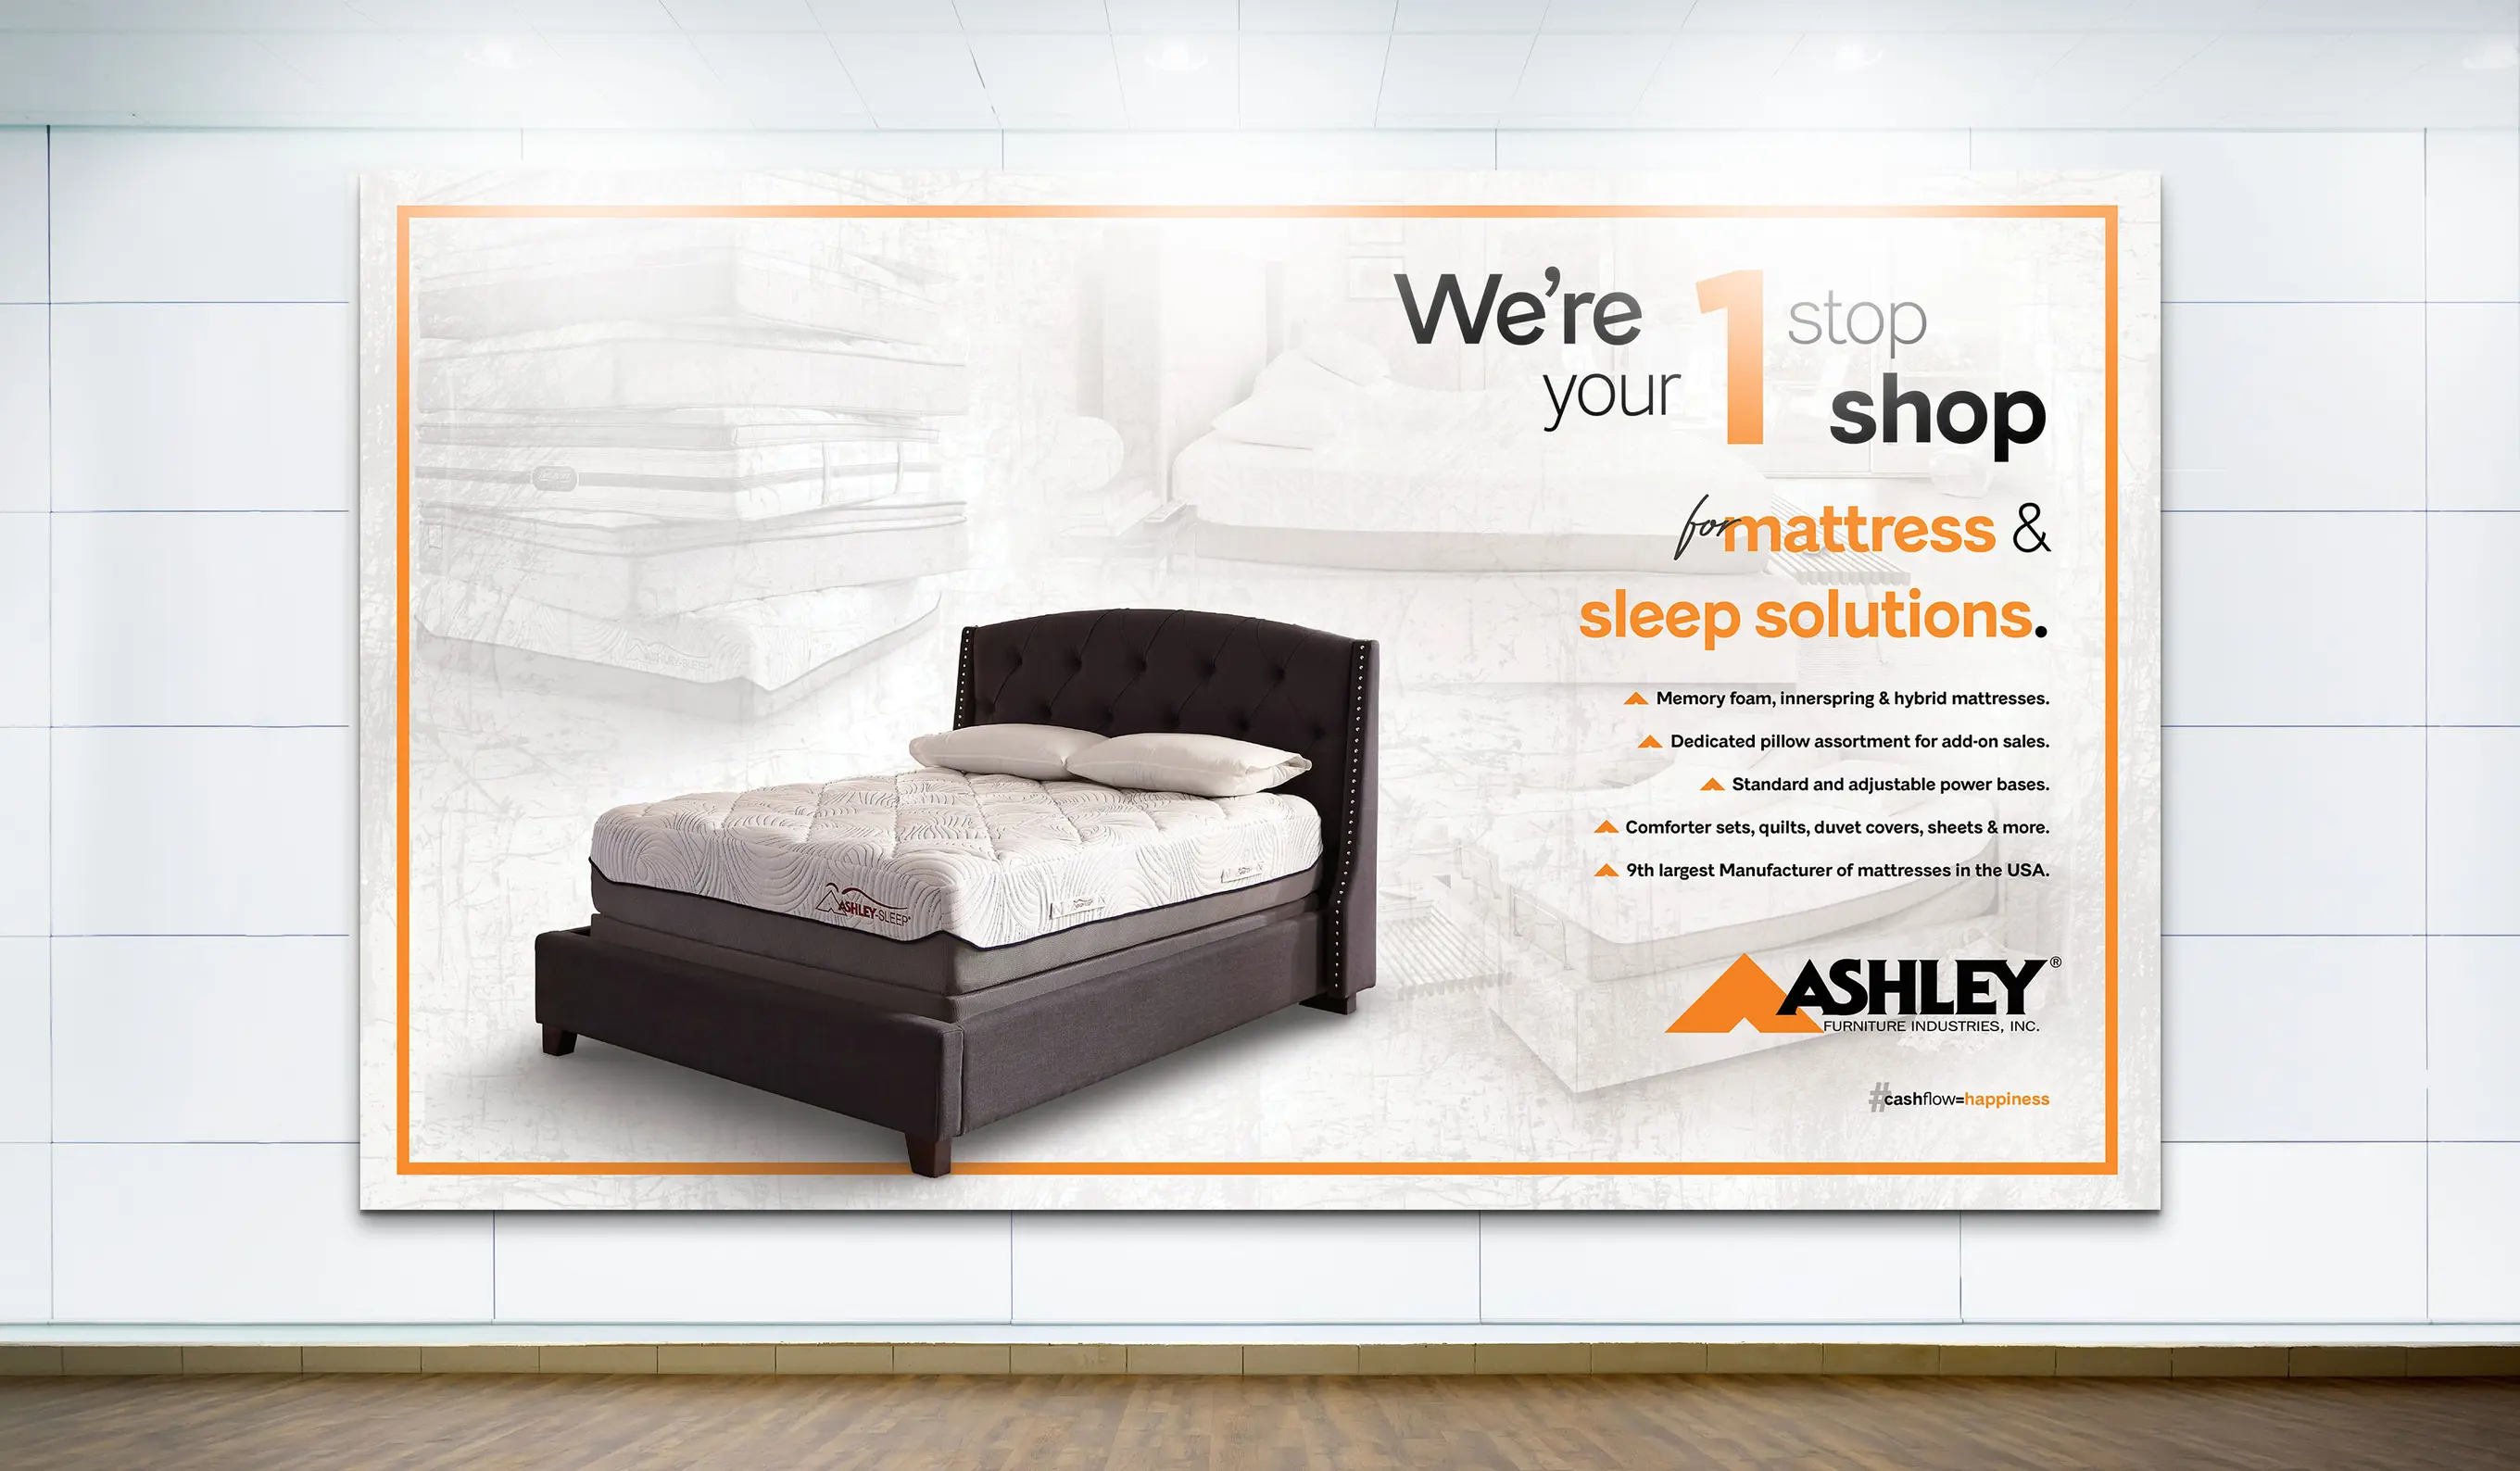 We're 1 stop
your shop
for mattress &
sleep solutions.
Memory foam, innerspring & hybrid mattresses.
Dedicated pillow assortment for add-on sales.
Standard and adjustable power bases.
Comforter sets, quilts, duvet covers, sheets & more.
9th largest Manufacturer of mattresses in the USA.
ASHLEY-SLEEP®
ASHLEY®
FURNITURE INDUSTRIES, INC.
#cashflow=happiness